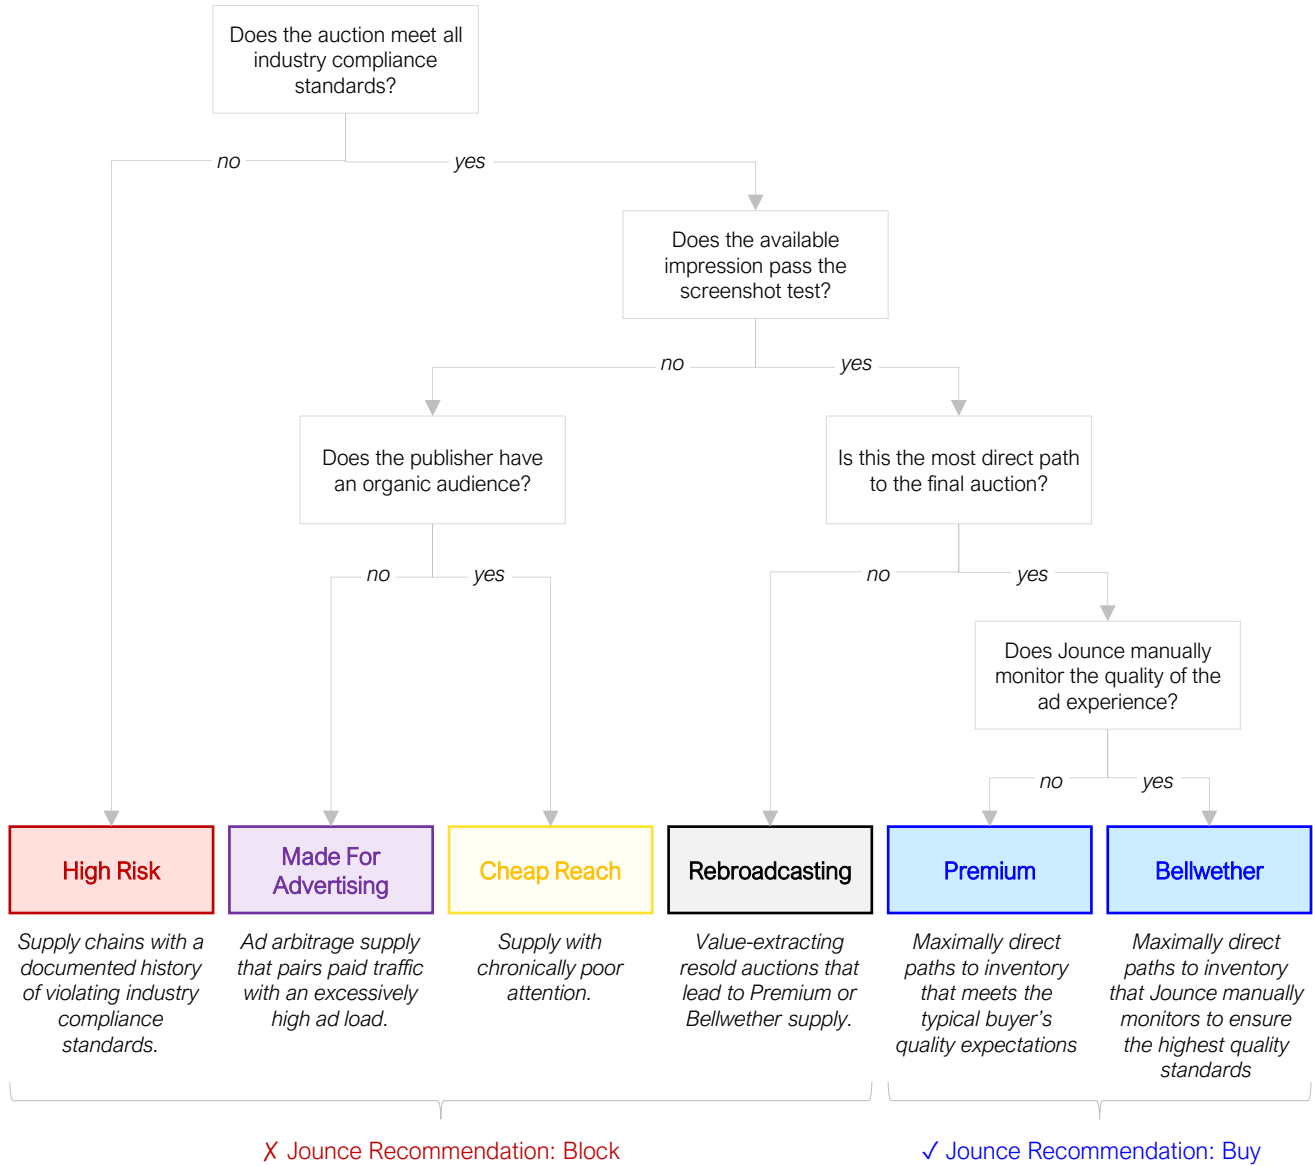 Does the auction meet all
industry compliance
standards?
no
yes
Does the available
impression pass the
screenshot test?
no
yes
Does the publisher have
an organic audience?
Is this the most direct path
to the final auction?
no
yes
no
yes
Does Jounce manually
monitor the quality of the
ad experience?
no
yes
High Risk
Made For
Advertising
Cheap Reach
Rebroadcasting
Premium
Bellwether
Supply chains with a
documented history
of violating industry
compliance
standards.
Ad arbitrage supply
that pairs paid traffic
with an excessively
high ad load.
Supply with
chronically poor
attention.
Value-extracting
resold auctions that
lead to Premium or
Bellwether supply.
Maximally direct
paths to inventory
that meets the
typical buyer's
quality expectations
Maximally direct
paths to inventory
that Jounce manually
monitors to ensure
the highest quality
standards
✗ Jounce Recommendation: Block
✓ Jounce Recommendation: Buy